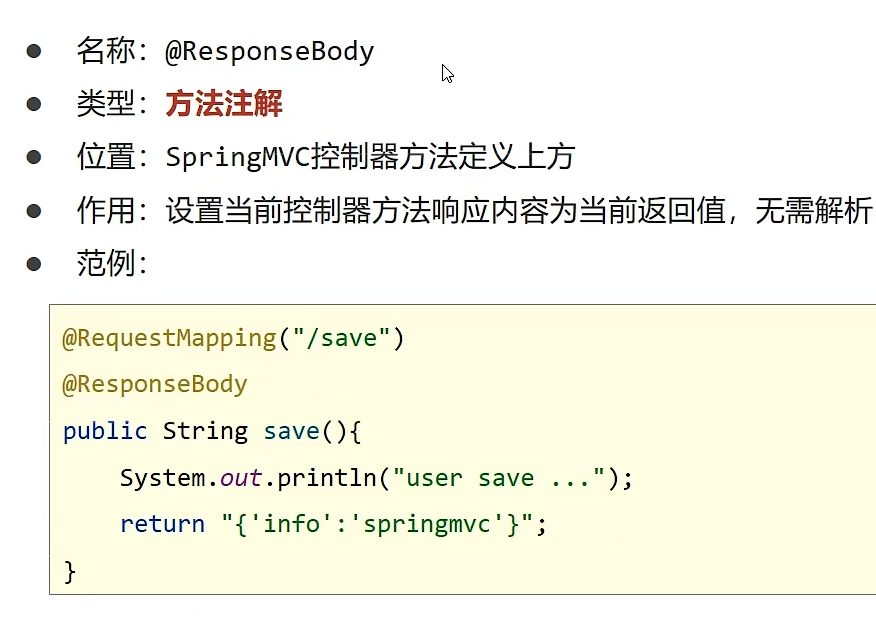 ● 名称：@ResponseBody
● 类型：方法注解
● 位置：SpringMVC控制器方法定义上方
● 作用：设置当前控制器方法响应内容为当前返回值，无需解析
● 范例：
@RequestMapping("/save")
@ResponseBody
public String save(){
    System.out.println("user save ...");
    return "{'info':'springmvc'}";
}